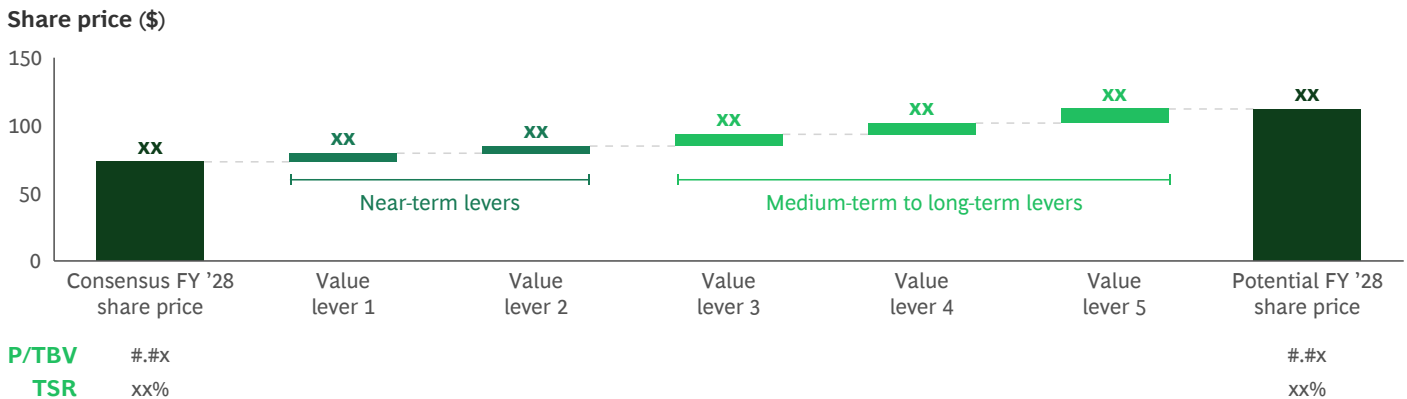 Share price ($)
150
100
50
0
xx
xx
xx
xx
xx
xx
xx
Near-term levers
Medium-term to long-term levers
Consensus FY ’28
share price
Value
lever 1
Value
lever 2
Value
lever 3
Value
lever 4
Value
lever 5
Potential FY ’28
share price
P/TBV #.#x #.#x
TSR xx% xx%